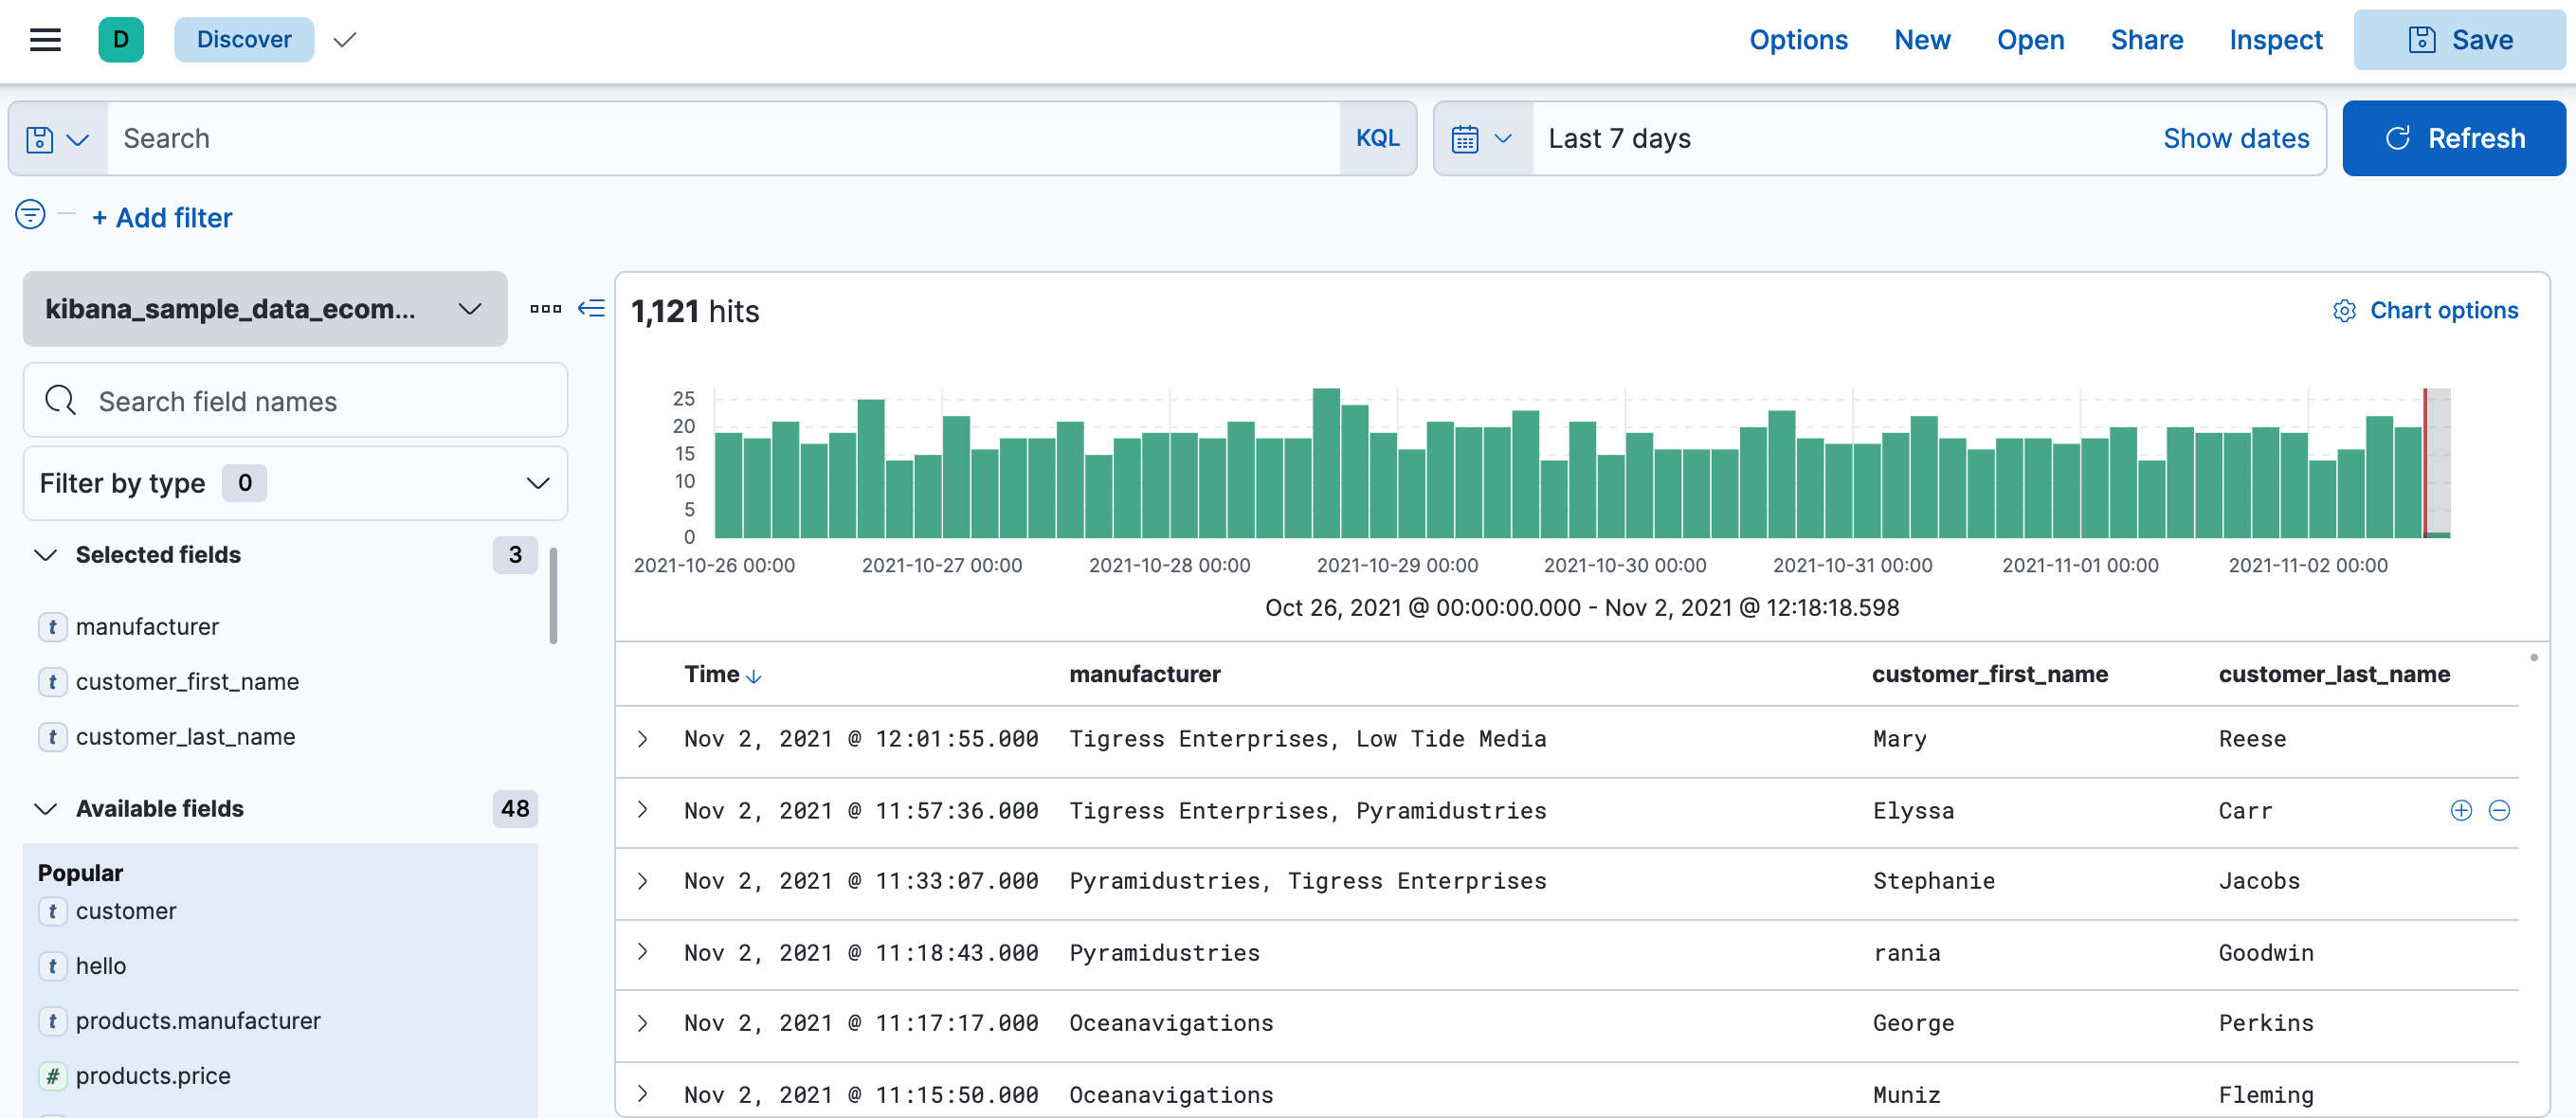 D Discover Options New Open Share Inspect Save
Search KQL Last 7 days Show dates Refresh
+ Add filter
kibana_sample_data_ecom...
Search field names
Filter by type 0
Selected fields 3
t manufacturer
t customer_first_name
t customer_last_name
Available fields 48
Popular
t customer
t hello
t products.manufacturer
# products.price
1,121 hits Chart options
25
20
15
10
5
0
2021-10-26 00:00 2021-10-27 00:00 2021-10-28 00:00 2021-10-29 00:00 2021-10-30 00:00 2021-10-31 00:00 2021-11-01 00:00 2021-11-02 00:00
Oct 26, 2021 @ 00:00:00.000 - Nov 2, 2021 @ 12:18:18.598
Time manufacturer customer_first_name customer_last_name
Nov 2, 2021 @ 12:01:55.000 Tigress Enterprises, Low Tide Media Mary Reese
Nov 2, 2021 @ 11:57:36.000 Tigress Enterprises, Pyramidustries Elyssa Carr
Nov 2, 2021 @ 11:33:07.000 Pyramidustries, Tigress Enterprises Stephanie Jacobs
Nov 2, 2021 @ 11:18:43.000 Pyramidustries rania Goodwin
Nov 2, 2021 @ 11:17:17.000 Oceanavigations George Perkins
Nov 2, 2021 @ 11:15:50.000 Oceanavigations Muniz Fleming